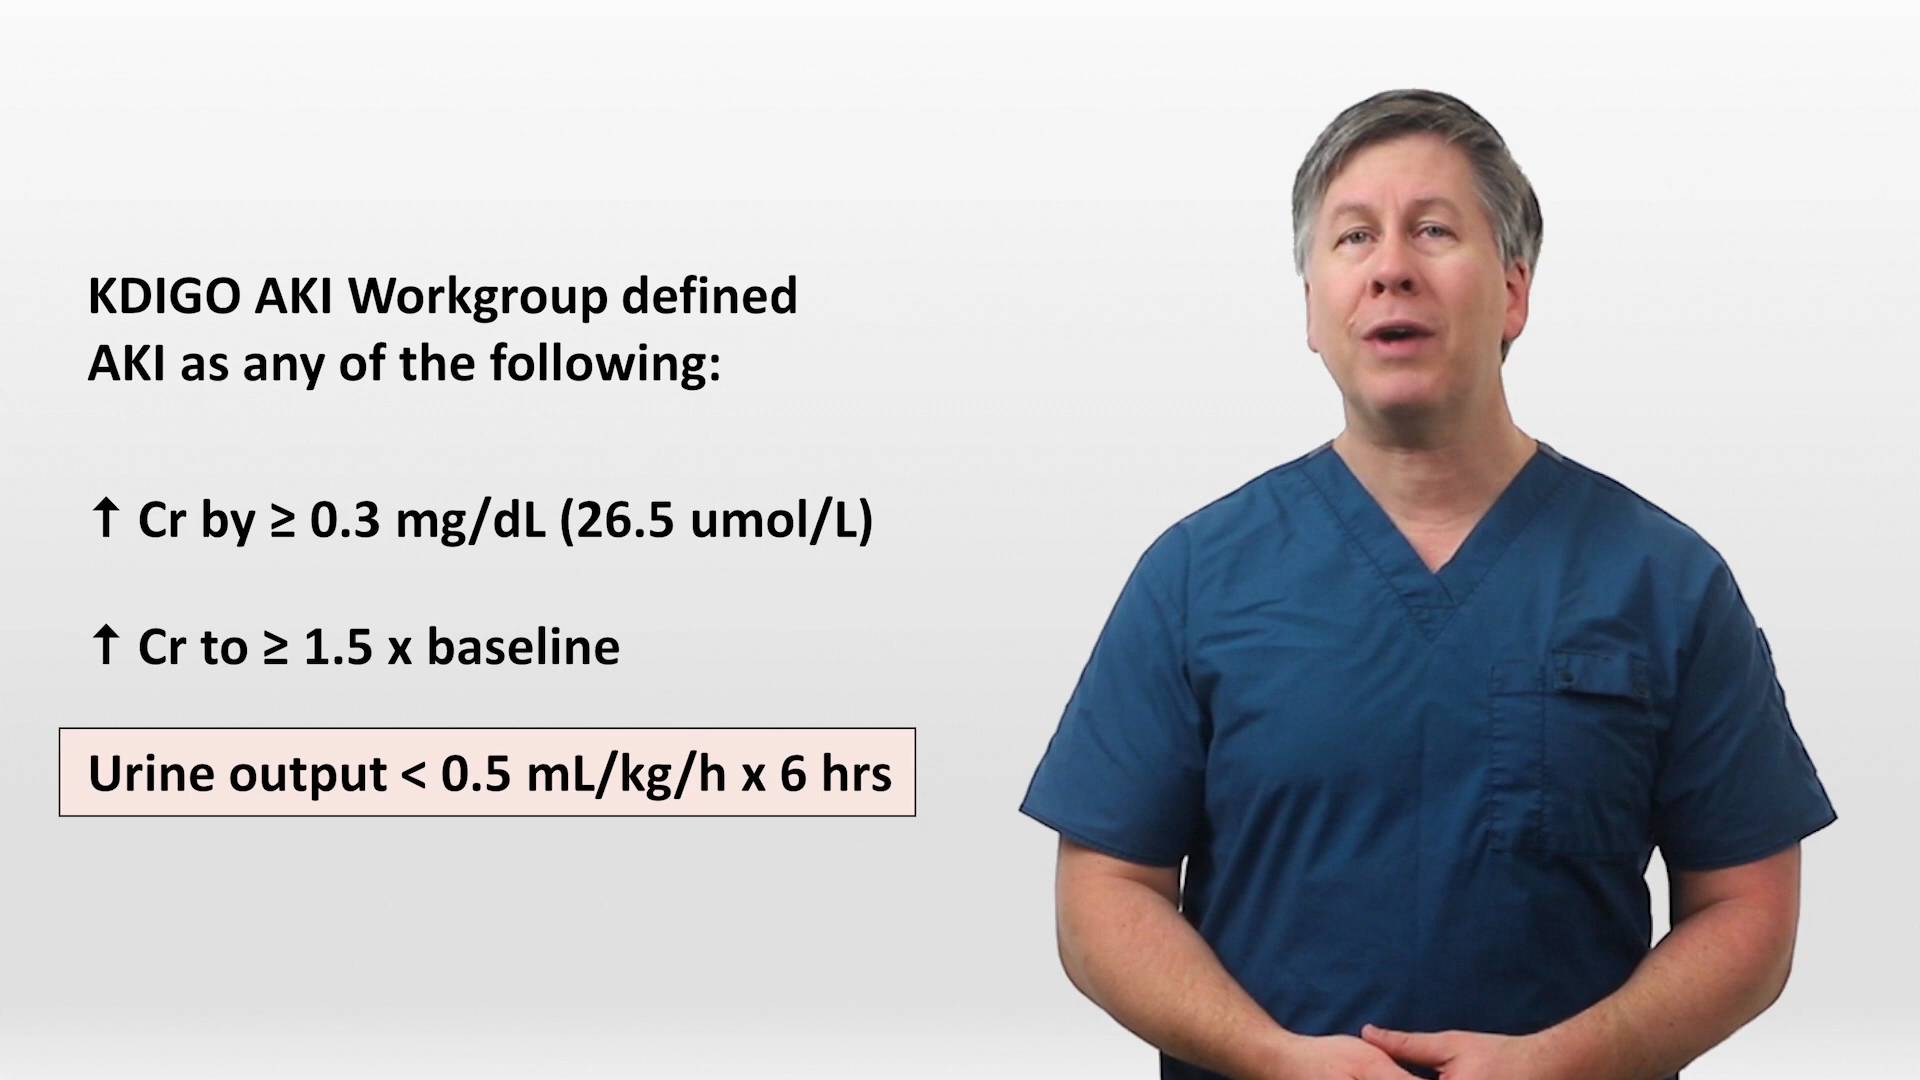 KDIGO AKI Workgroup defined
AKI as any of the following:
↑ Cr by ≥ 0.3 mg/dL (26.5 umol/L)
↑ Cr to ≥ 1.5 x baseline
Urine output < 0.5 mL/kg/h x 6 hrs